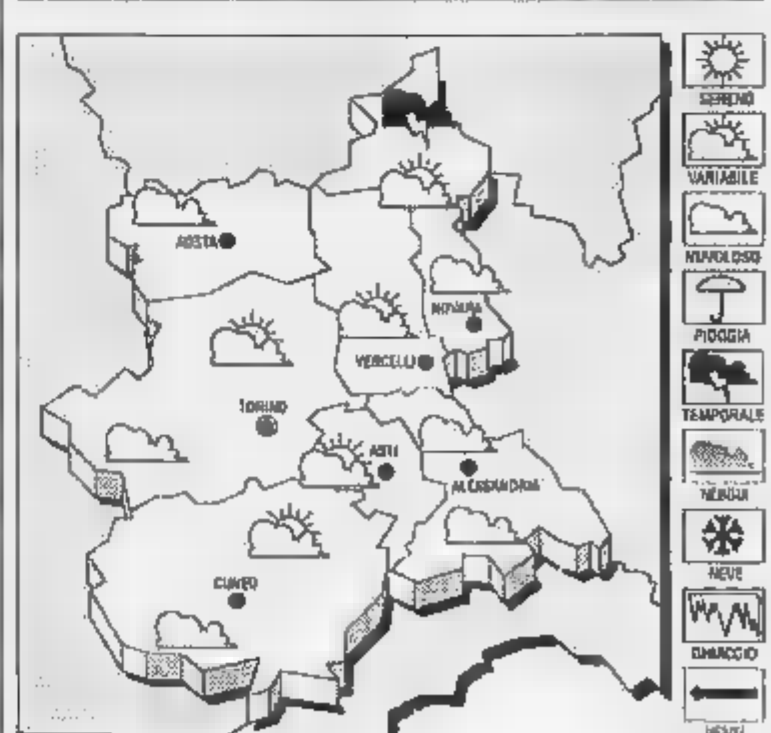 SERENO
VARIABILE
NUVOLOSO
PIOGGIA
TEMPORALE
NEBBIA
NEVE
GHIACCIO
AOSTA
NOVARA
VERCELLI
TORINO
ASTI
ALESSANDRIA
CUNEO